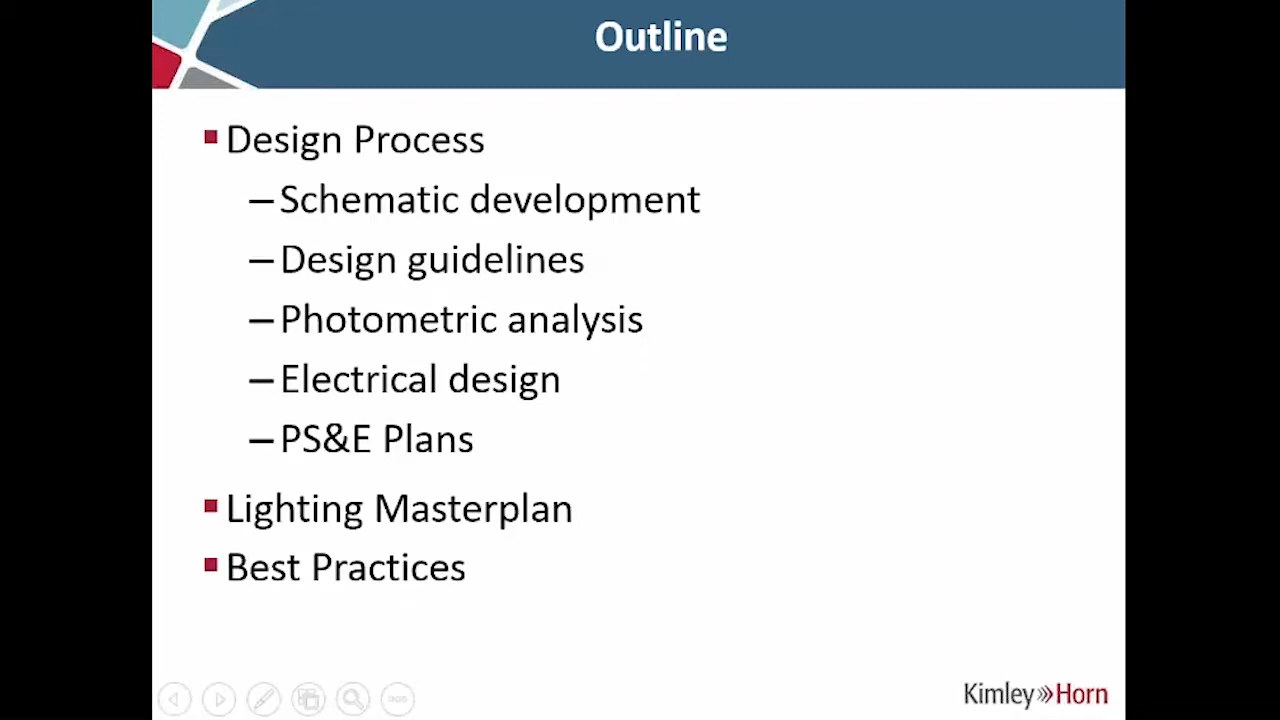 Outline
Design Process
–Schematic development
–Design guidelines
–Photometric analysis
–Electrical design
–PS&E Plans
Lighting Masterplan
Best Practices
Kimley»Horn